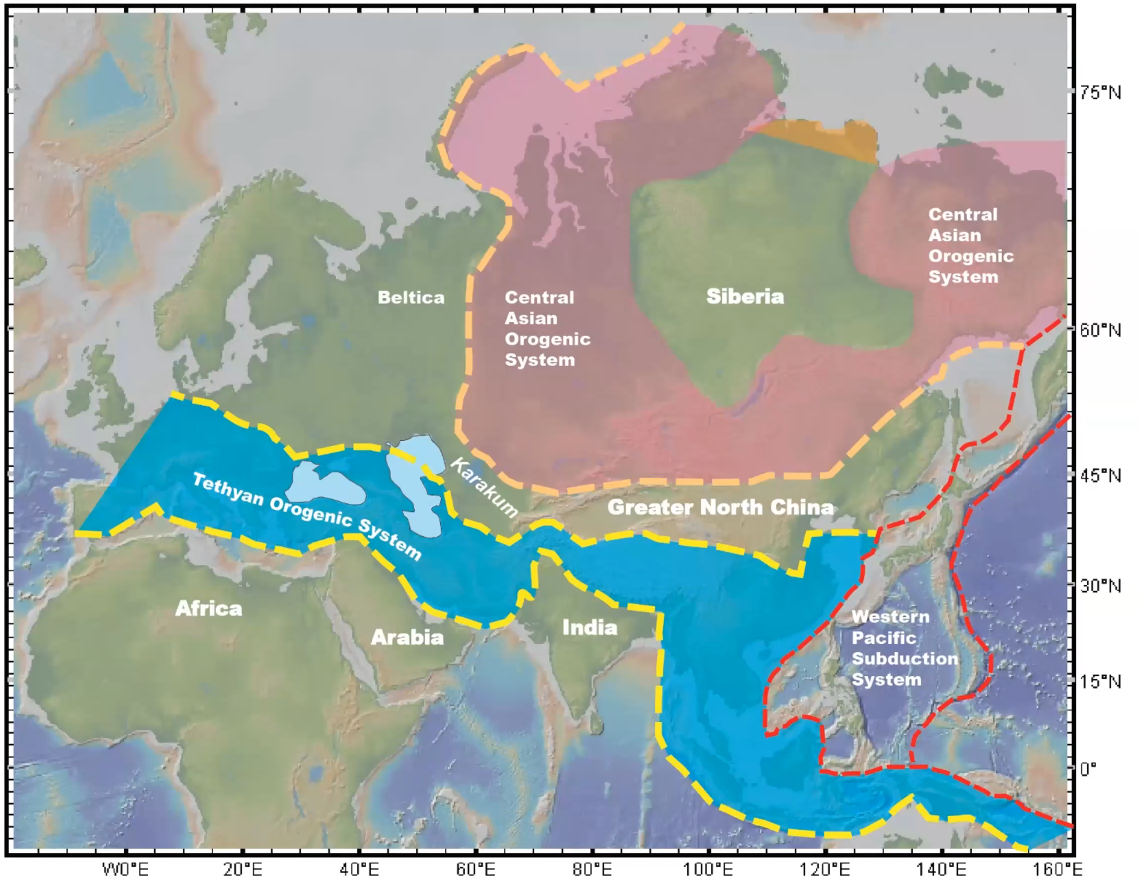 75°N
Central
Asian
Orogenic
System
Beltica
Central
Asian
Orogenic
System
Siberia
60°N
45°N
Karakum
Tethyan Orogenic System
Greater North China
30°N
Africa
Arabia
India
Western
Pacific
Subduction
System
15°N
0°
W0°E
20°E
40°E
60°E
80°E
100°E
120°E
140°E
160°E